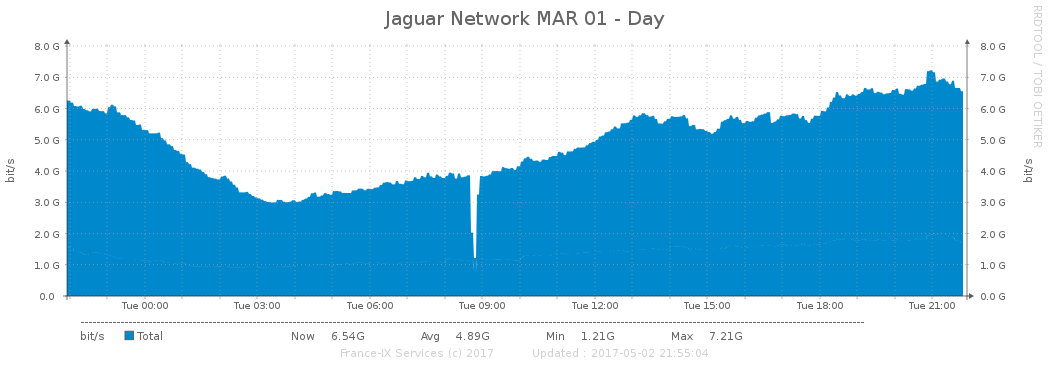 Jaguar Network MAR 01 - Day
RRDTOOL / TOBI OETIKER
8.0 G 8.0 G
7.0 G 7.0 G
6.0 G 6.0 G
5.0 G 5.0 G
4.0 G 4.0 G
3.0 G 3.0 G
2.0 G 2.0 G
1.0 G 1.0 G
0.0 0.0 G
bit/s
bit/s
Tue 00:00 Tue 03:00 Tue 06:00 Tue 09:00 Tue 12:00 Tue 15:00 Tue 18:00 Tue 21:00
bit/s Total Now 6.54G Avg 4.89G Min 1.21G Max 7.21G
France-IX Services (c) 2017 Updated : 2017-05-02 21:55:04